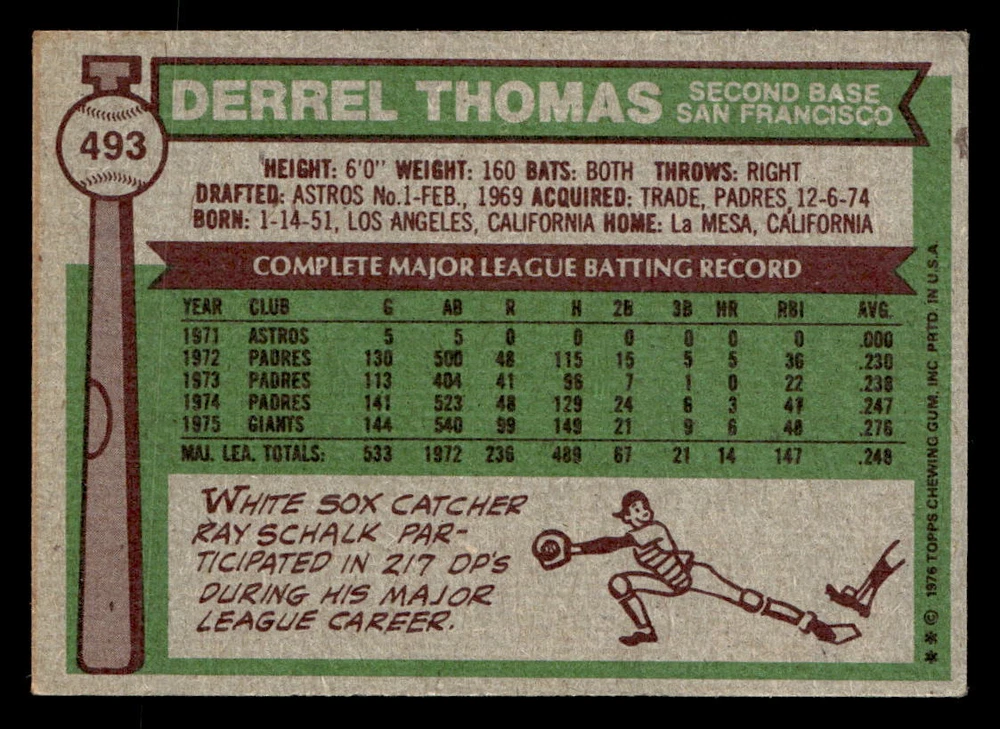 493
DERREL THOMAS
SECOND BASE
SAN FRANCISCO
HEIGHT: 6'0" WEIGHT: 160 BATS: BOTH THROWS: RIGHT
DRAFTED: ASTROS No.1-FEB., 1969 ACQUIRED: TRADE, PADRES, 12-6-74
BORN: 1-14-51, LOS ANGELES, CALIFORNIA HOME: La MESA, CALIFORNIA
COMPLETE MAJOR LEAGUE BATTING RECORD
YEAR CLUB G AB R H 2B 3B HR RBI AVG.
1971 ASTROS 5 5 0 0 0 0 0 0 .000
1972 PADRES 130 500 48 115 15 5 5 36 .230
1973 PADRES 113 404 41 96 7 1 0 22 .238
1974 PADRES 141 523 48 129 24 6 3 41 .247
1975 GIANTS 144 540 99 149 21 9 6 48 .276
MAJ. LEA. TOTALS: 533 1972 236 489 67 21 14 147 .248
WHITE SOX CATCHER
RAY SCHALK PAR-
TICIPATED IN 217 DP'S
DURING HIS MAJOR
LEAGUE CAREER.
** © 1976 TOPPS CHEWING GUM, INC. PRTD. IN U.S.A